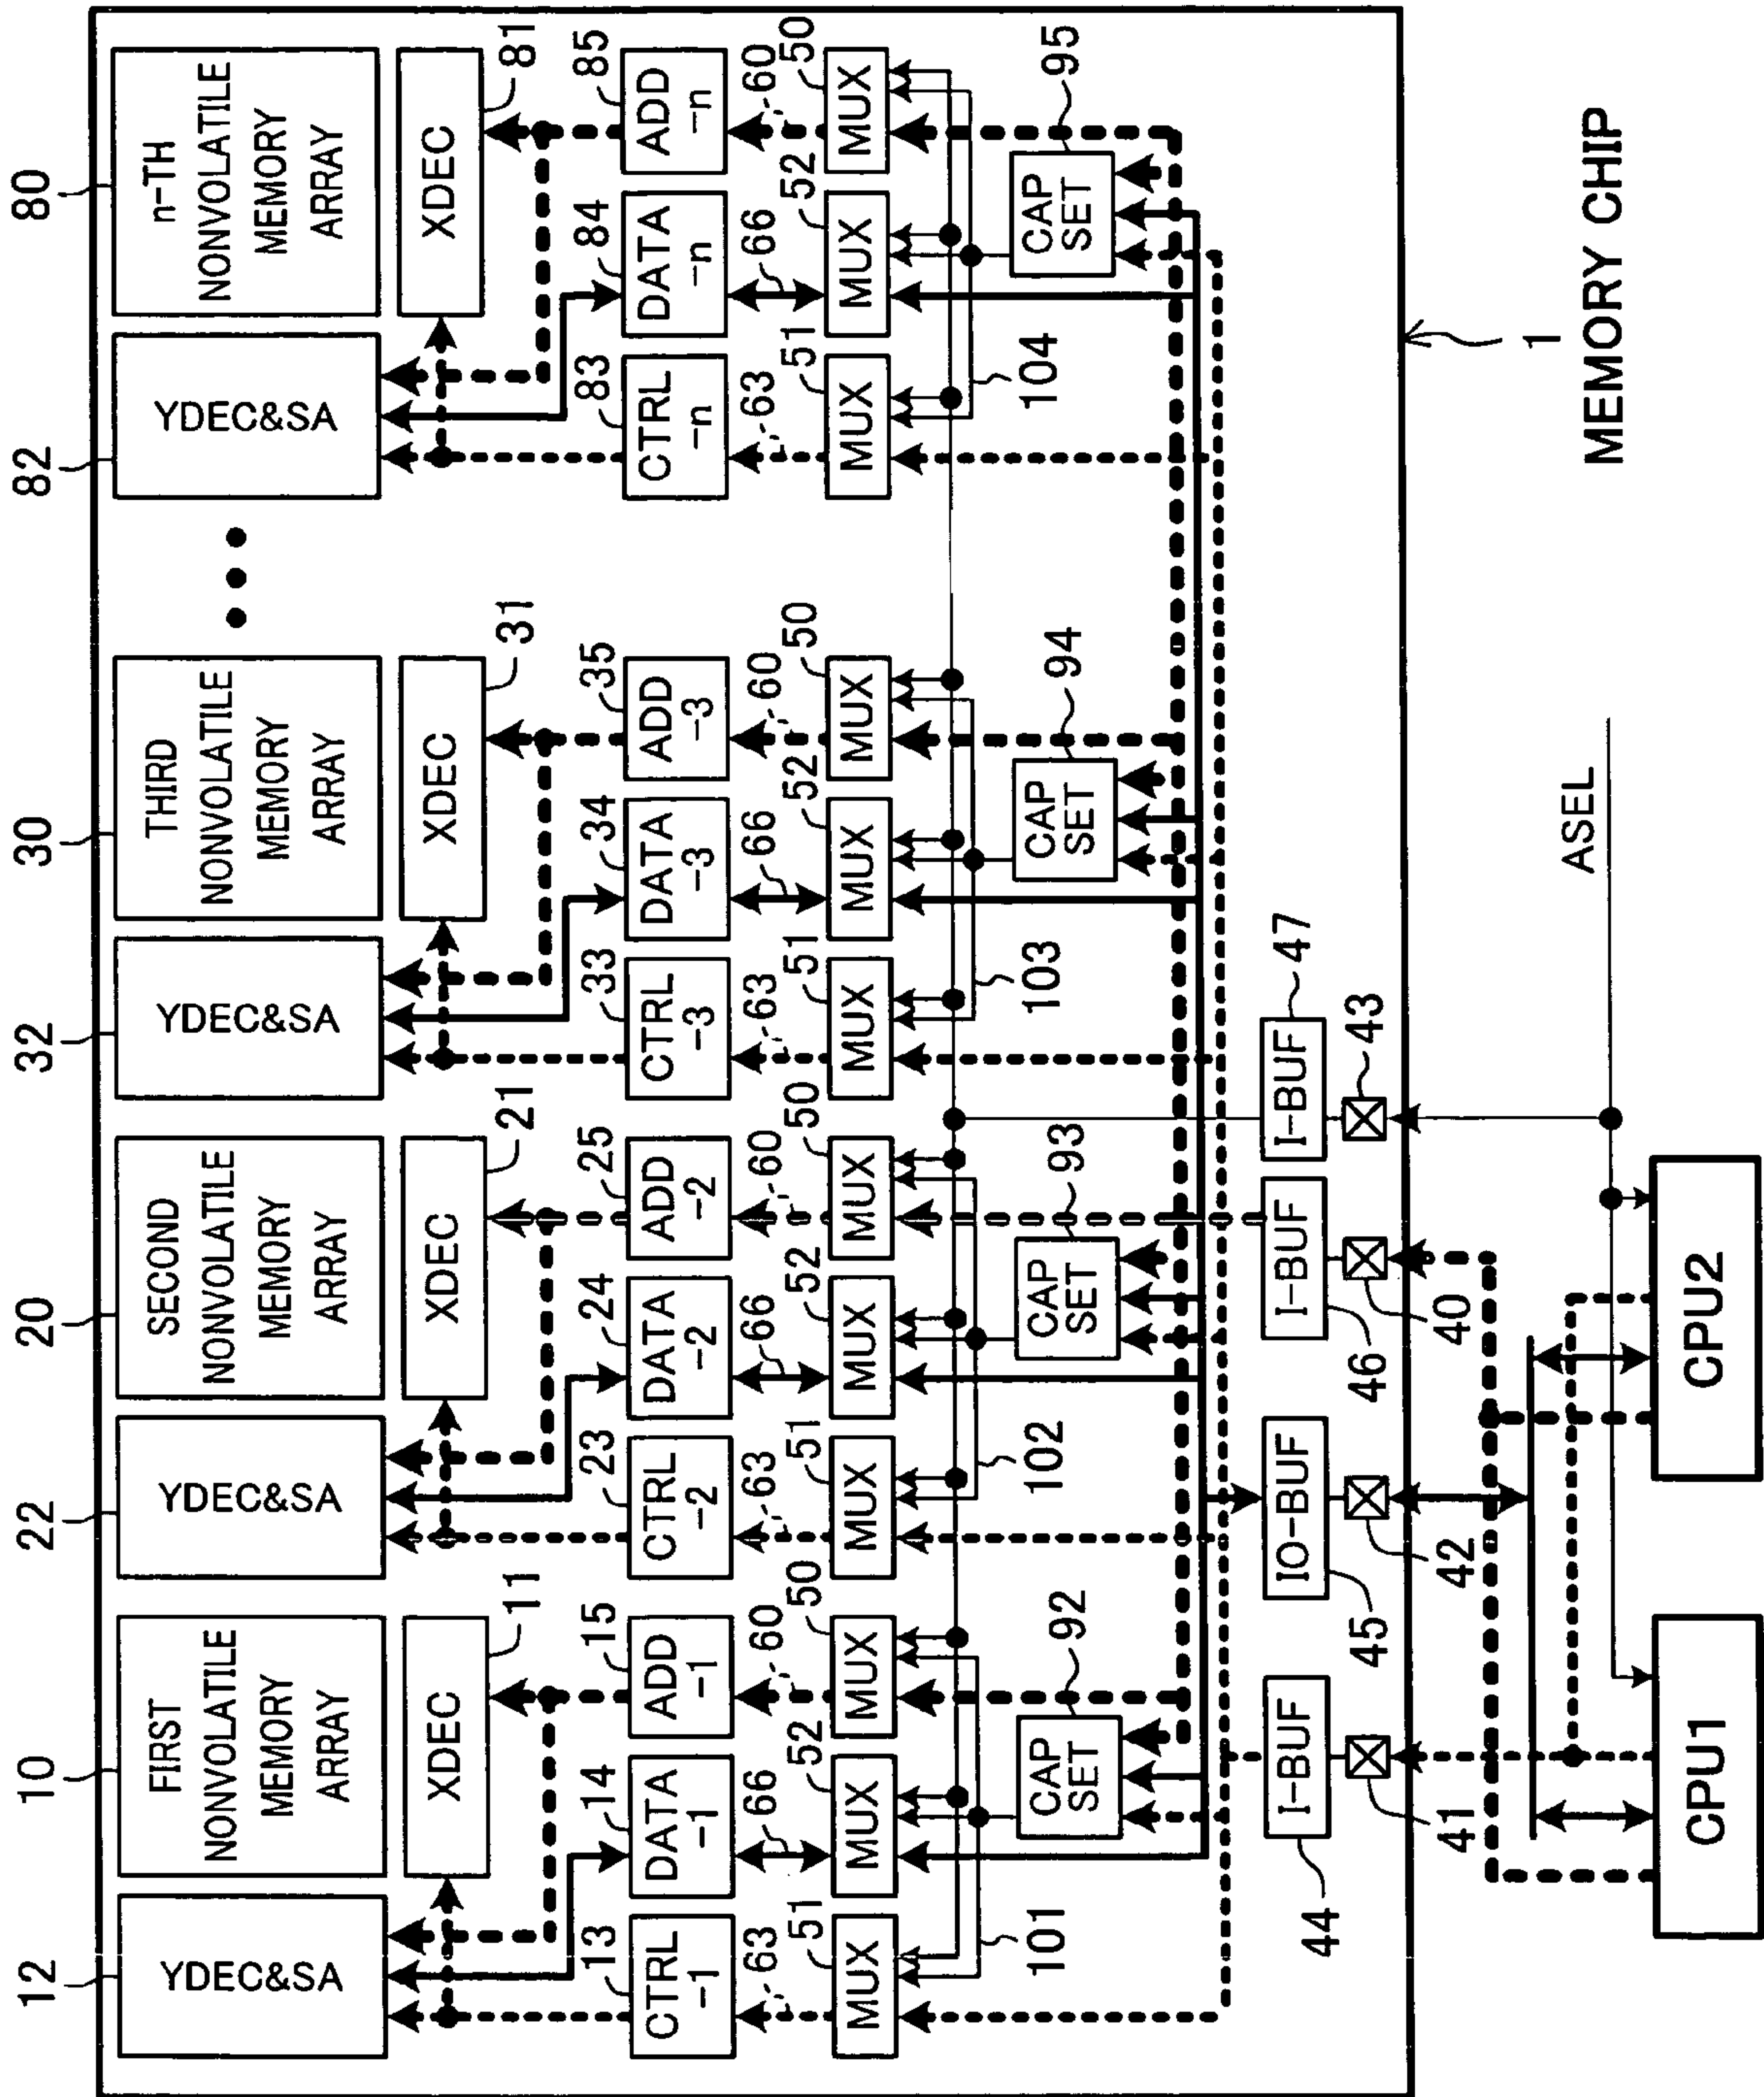 12
10
22
20
32
30
82
80
YDEC&SA
FIRST
NONVOLATILE
MEMORY
ARRAY
YDEC&SA
SECOND
NONVOLATILE
MEMORY
ARRAY
YDEC&SA
THIRD
NONVOLATILE
MEMORY
ARRAY
YDEC&SA
n-TH
NONVOLATILE
MEMORY
ARRAY
XDEC
11
XDEC
21
XDEC
31
XDEC
81
13
14
15
23
24
25
33
34
35
83
84
85
CTRL
-1
DATA
-1
ADD
-1
CTRL
-2
DATA
-2
ADD
-2
CTRL
-3
DATA
-3
ADD
-3
CTRL
-n
DATA
-n
ADD
-n
63
66
60
63
66
60
63
66
60
63
66
60
51
52
50
51
52
50
51
52
50
51
52
50
MUX
MUX
MUX
MUX
MUX
MUX
MUX
MUX
MUX
MUX
MUX
MUX
101
92
102
93
103
94
104
95
CAP
SET
CAP
SET
CAP
SET
CAP
SET
I-BUF
IO-BUF
I-BUF
I-BUF
47
44
41
45
42
46
40
43
1
MEMORY CHIP
ASEL
CPU1
CPU2